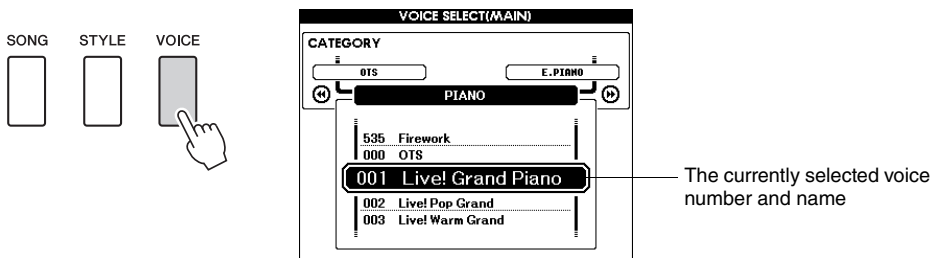 SONG STYLE VOICE
VOICE SELECT(MAIN)
CATEGORY
OTS E.PIANO
PIANO
535 Firework
000 OTS
001 Live! Grand Piano
002 Live! Pop Grand
003 Live! Warm Grand
The currently selected voice
number and name